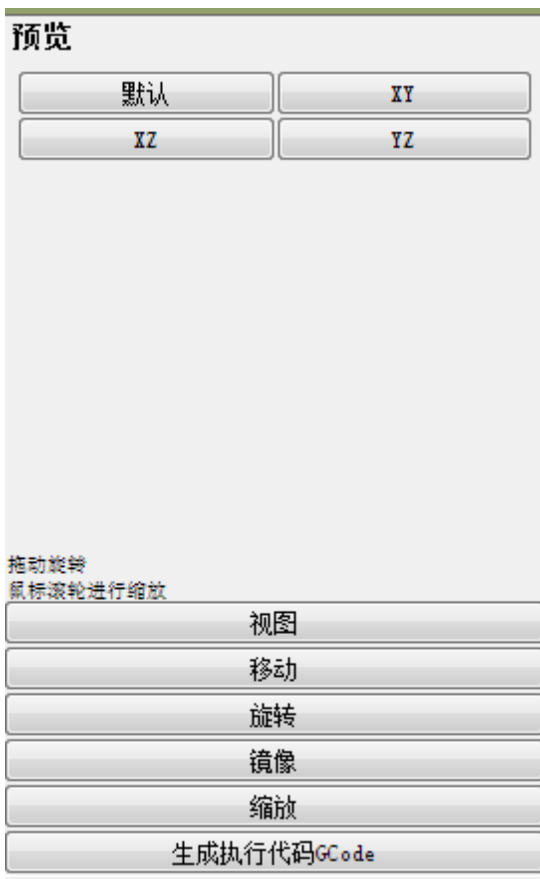 预览
默认 XY
XZ YZ
拖动旋转
鼠标滚轮进行缩放
视图
移动
旋转
镜像
缩放
生成执行代码GCode